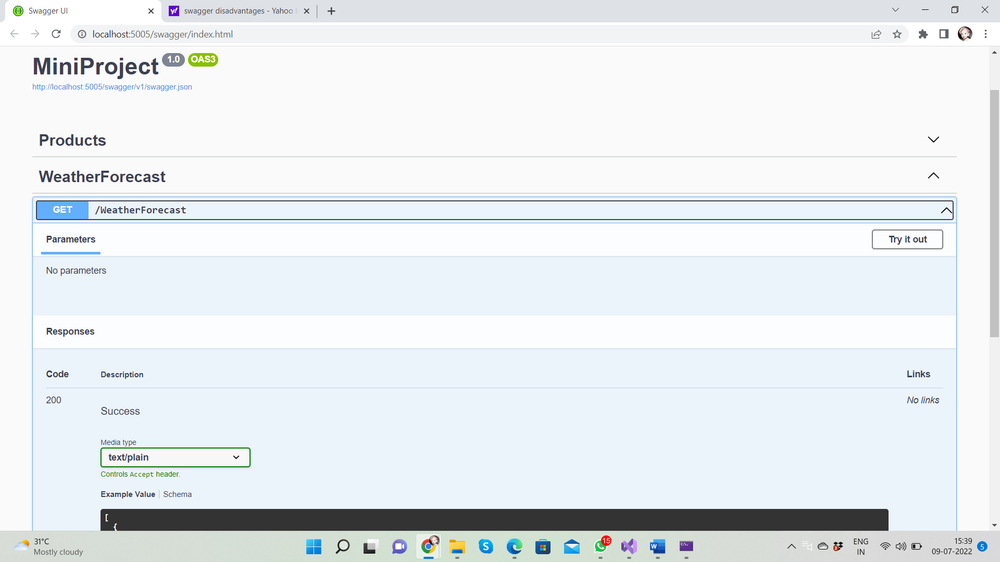 Swagger UI
swagger disadvantages - Yahoo
localhost:5005/swagger/index.html
MiniProject 1.0 OAS3
http://localhost:5005/swagger/v1/swagger.json
Products
WeatherForecast
GET /WeatherForecast
Parameters
Try it out
No parameters
Responses
Code Description Links
200 Success No links
Media type
text/plain
Controls Accept header.
Example Value Schema
[
{
31°C
Mostly cloudy
15
ENG
IN
15:39
09-07-2022
5